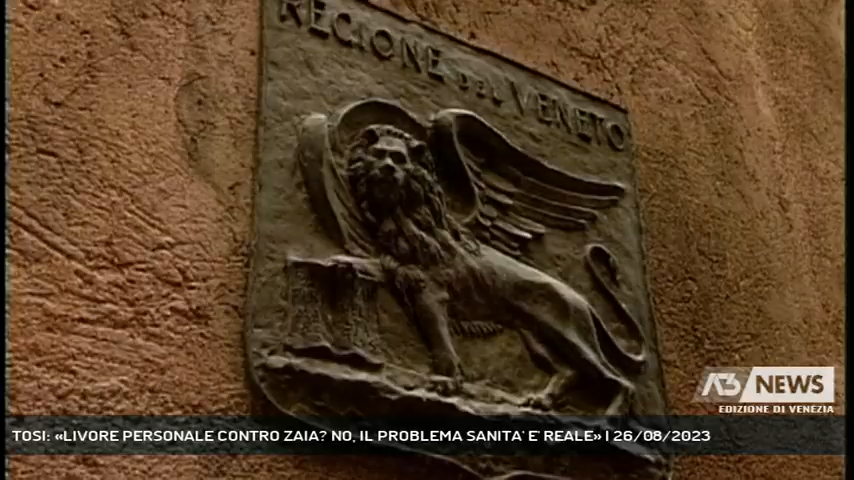 REGIONE DEL VENETO
A3 NEWS
EDIZIONE DI VENEZIA
TOSI: «LIVORE PERSONALE CONTRO ZAIA? NO, IL PROBLEMA SANITA' E' REALE» | 26/08/2023